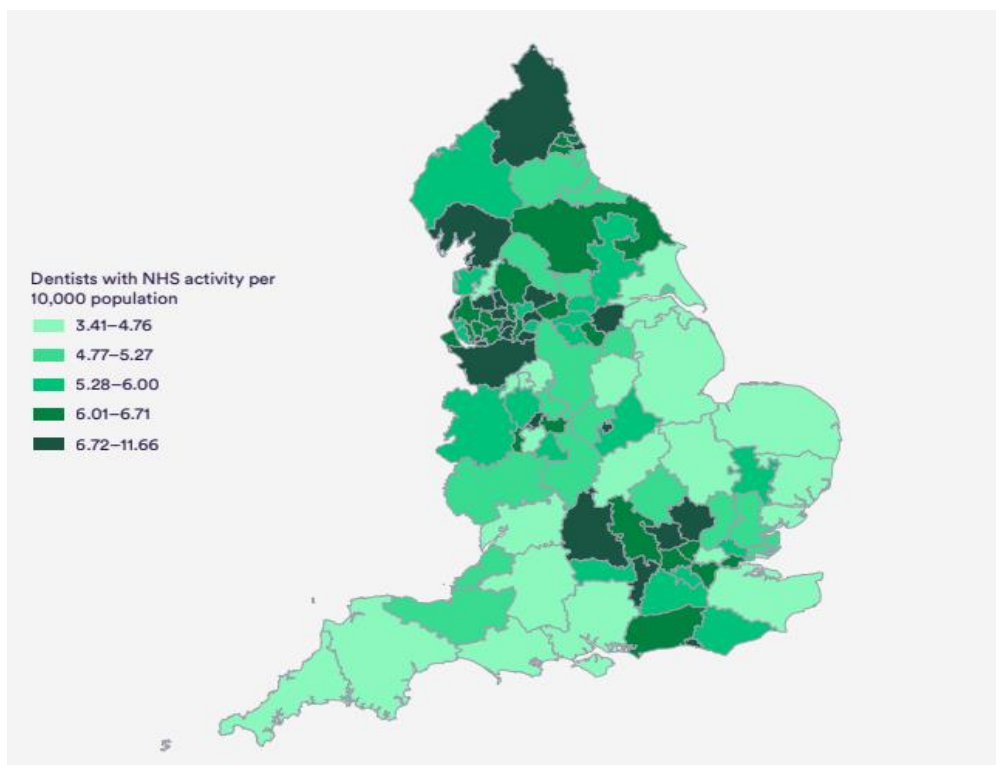 Dentists with NHS activity per
10,000 population
3.41–4.76
4.77–5.27
5.28–6.00
6.01–6.71
6.72–11.66